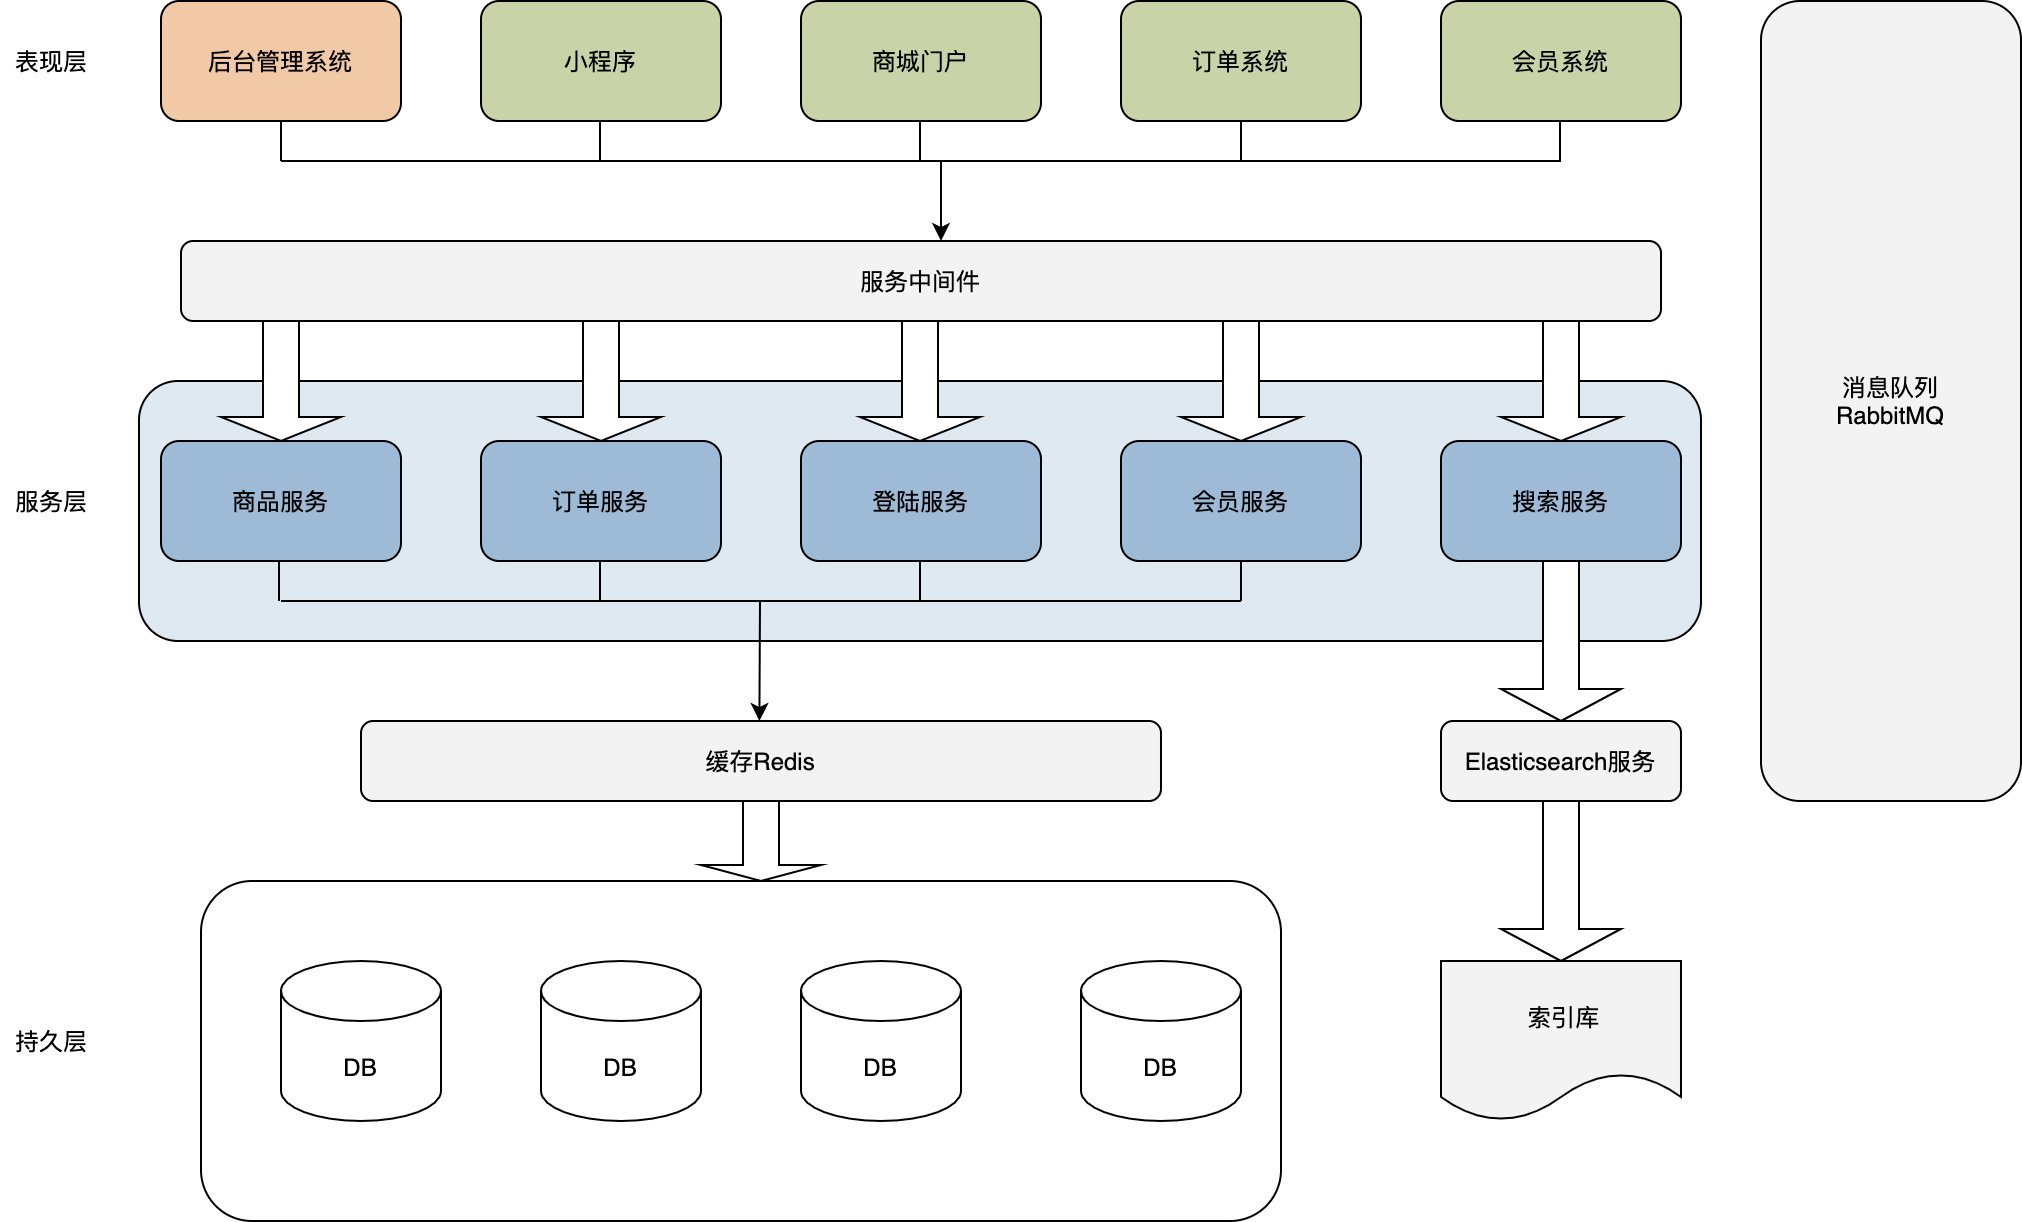 表现层
后台管理系统
小程序
商城门户
订单系统
会员系统
服务中间件
消息队列
RabbitMQ
服务层
商品服务
订单服务
登陆服务
会员服务
搜索服务
缓存Redis
Elasticsearch服务
持久层
DB
DB
DB
DB
索引库